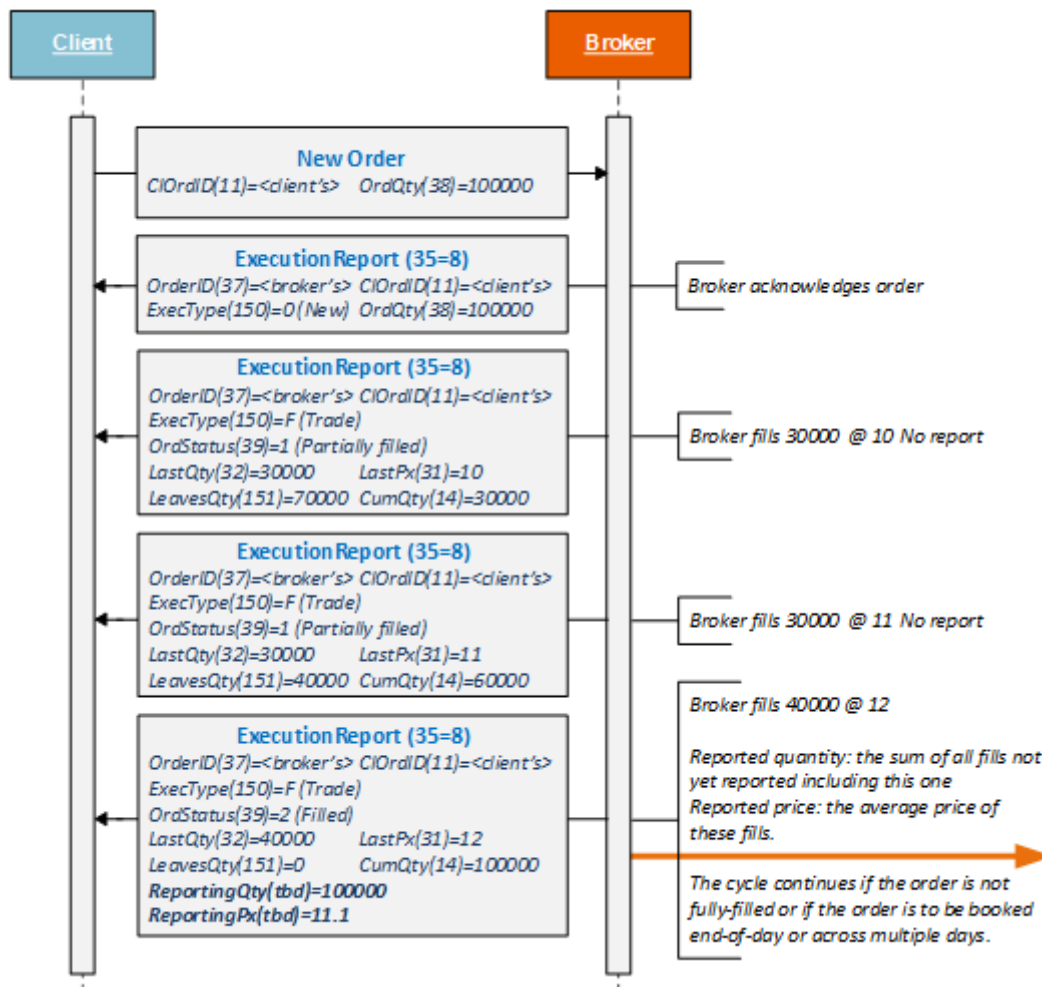 Client
Broker
New Order
ClOrdID(11)=<client's> OrdQty(38)=100000
ExecutionReport (35=8)
OrderID(37)=<broker's> ClOrdID(11)=<client's>
ExecType(150)=0 (New) OrdQty(38)=100000
Broker acknowledges order
ExecutionReport (35=8)
OrderID(37)=<broker's> ClOrdID(11)=<client's>
ExecType(150)=F (Trade)
OrdStatus(39)=1 (Partially filled)
LastQty(32)=30000 LastPx(31)=10
LeavesQty(151)=70000 CumQty(14)=30000
Broker fills 30000 @ 10 No report
ExecutionReport (35=8)
OrderID(37)=<broker's> ClOrdID(11)=<client's>
ExecType(150)=F (Trade)
OrdStatus(39)=1 (Partially filled)
LastQty(32)=30000 LastPx(31)=11
LeavesQty(151)=40000 CumQty(14)=60000
Broker fills 30000 @ 11 No report
ExecutionReport (35=8)
OrderID(37)=<broker's> ClOrdID(11)=<client's>
ExecType(150)=F (Trade)
OrdStatus(39)=2 (Filled)
LastQty(32)=40000 LastPx(31)=12
LeavesQty(151)=0 CumQty(14)=100000
ReportingQty(tbd)=100000
ReportingPx(tbd)=11.1
Broker fills 40000 @ 12
Reported quantity: the sum of all fills not
yet reported including this one
Reported price: the average price of
these fills.
The cycle continues if the order is not
fully-filled or if the order is to be booked
end-of-day or across multiple days.